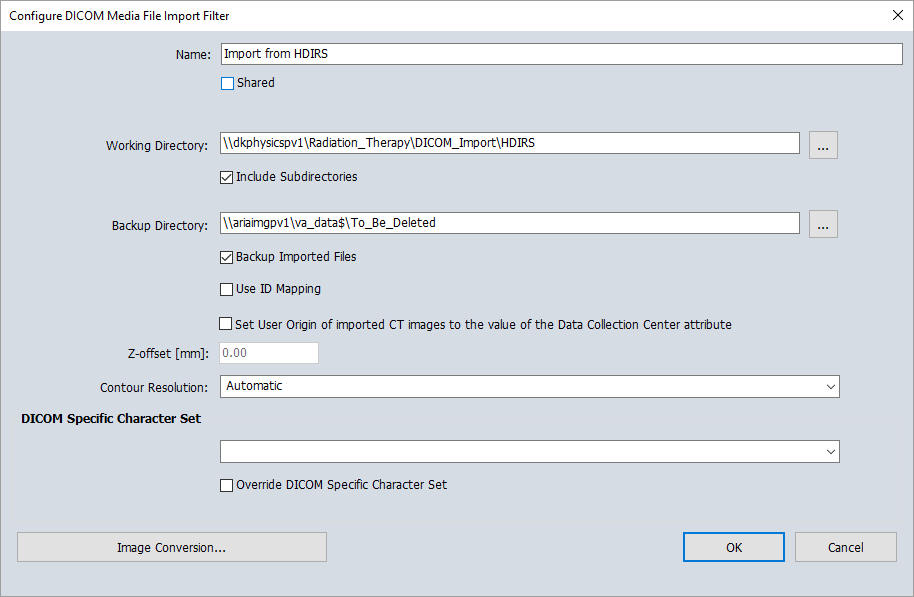 Configure DICOM Media File Import Filter
Name: Import from HDIRS
Shared
Working Directory: \\dkphysicspv1\Radiation_Therapy\DICOM_Import\HDIRS ...
Include Subdirectories
Backup Directory: \\ariaimgpv1\va_data$\To_Be_Deleted ...
Backup Imported Files
Use ID Mapping
Set User Origin of imported CT images to the value of the Data Collection Center attribute
Z-offset [mm]: 0.00
Contour Resolution: Automatic
DICOM Specific Character Set
Override DICOM Specific Character Set
Image Conversion... OK Cancel